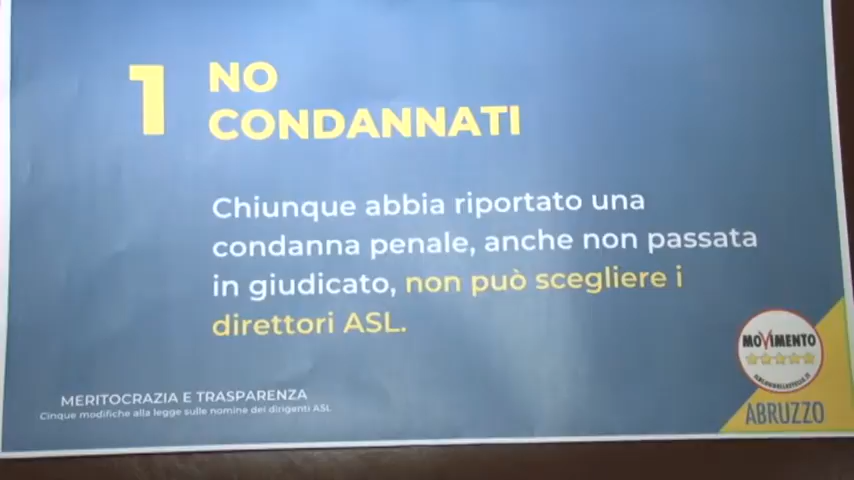 1 NO
CONDANNATI
Chiunque abbia riportato una
condanna penale, anche non passata
in giudicato, non può scegliere i
direttori ASL.
MERITOCRAZIA E TRASPARENZA
Cinque modifiche alla legge sulle nomine dei dirigenti ASL
MOVIMENTO
ABRUZZO